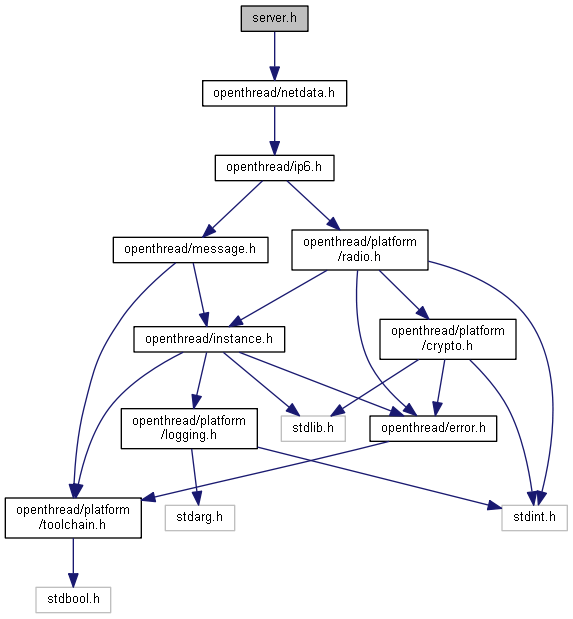 server.h
openthread/netdata.h
openthread/ip6.h
openthread/message.h
openthread/platform
/radio.h
openthread/instance.h
openthread/platform
/crypto.h
openthread/platform
/logging.h
stdlib.h
openthread/error.h
openthread/platform
/toolchain.h
stdarg.h
stdint.h
stdbool.h